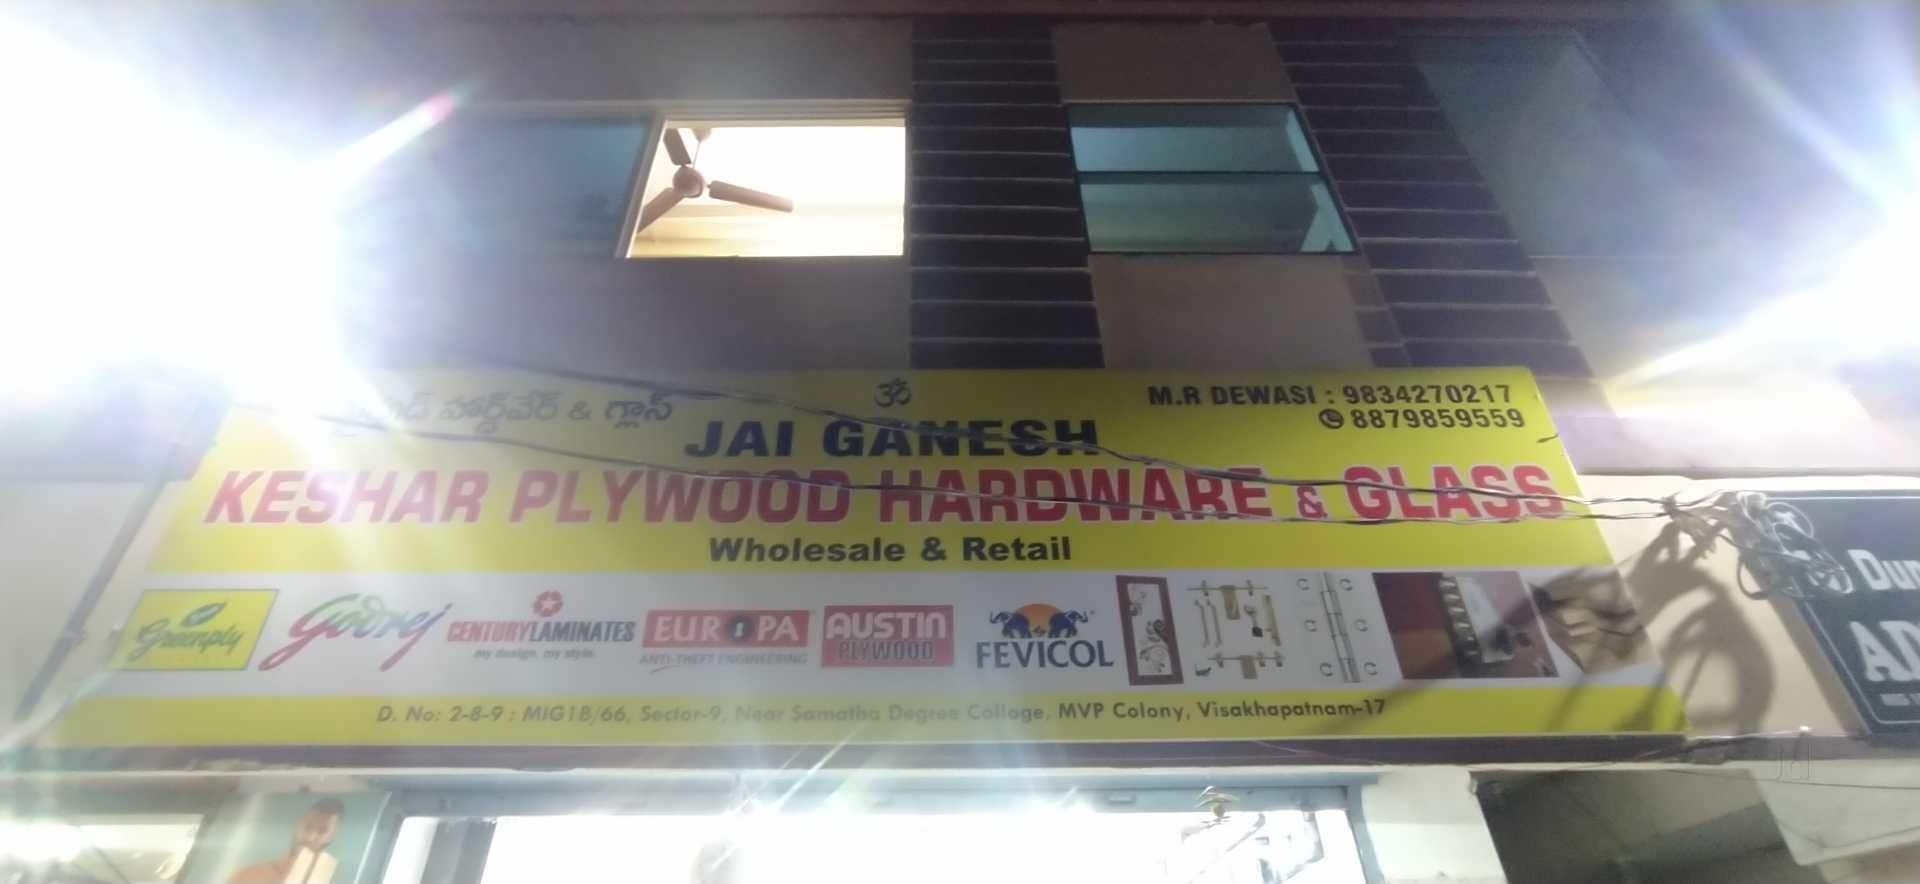 హార్డ్‌వేర్ & గ్లాస్
ॐ
M.R DEWASI : 9834270217
8879859559
JAI GANESH
KESHAR PLYWOOD HARDWARE & GLASS
Wholesale & Retail
Greenply
Godrej
CENTURYLAMINATES
my design. my style.
EUROPA
ANTI-THEFT ENGINEERING
AUSTIN
PLYWOOD
FEVICOL
D. No: 2-8-9 : MIG18/66, Sector-9, Near Samatha Degree College, MVP Colony, Visakhapatnam-17
Jd